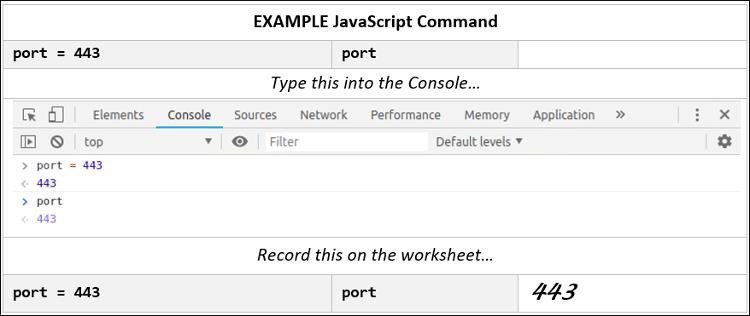 EXAMPLE JavaScript Command
port = 443 port
Type this into the Console...
Elements Console Sources Network Performance Memory Application »
top Filter Default levels
> port = 443
<· 443
> port
<· 443
Record this on the worksheet...
port = 443 port 443